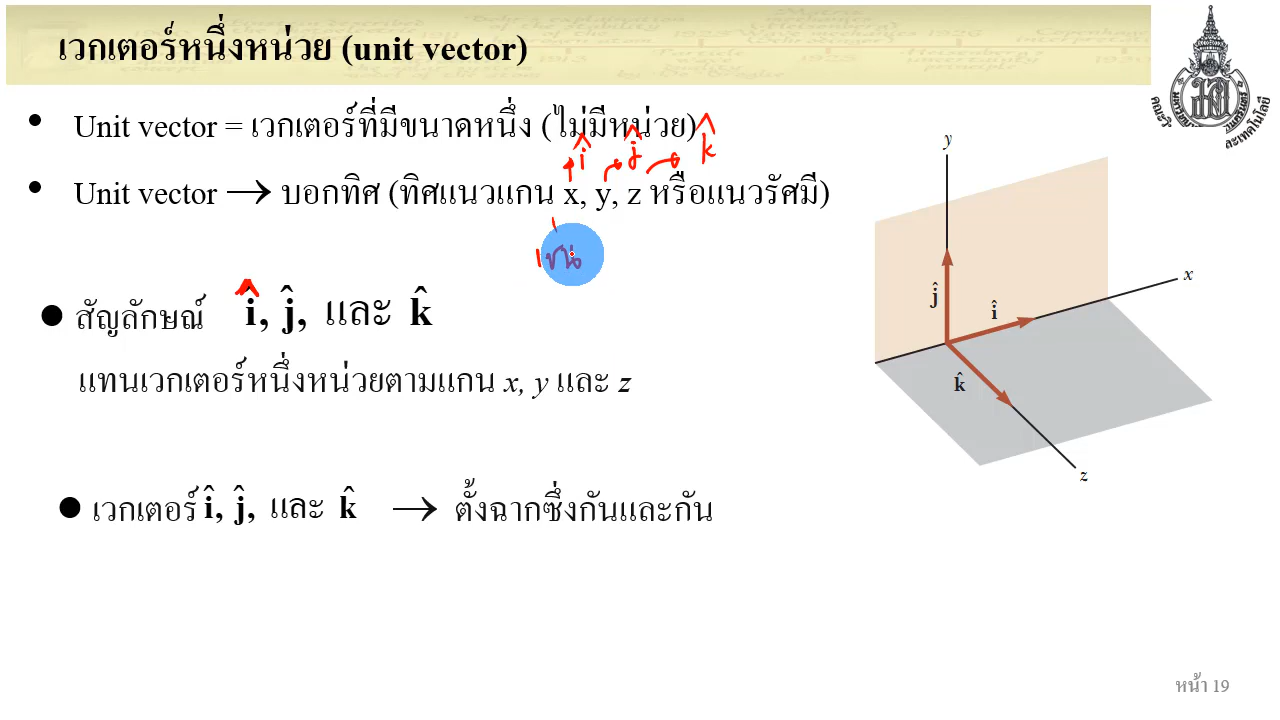 เวกเตอร์หนึ่งหน่วย (unit vector)
• Unit vector = เวกเตอร์ที่มีขนาดหนึ่ง (ไม่มีหน่วย)
î ĵ k̂
• Unit vector → บอกทิศ (ทิศแนวแกน x, y, z หรือแนวรัศมี)
เช่น
● สัญลักษณ์ î, ĵ, และ k̂
แทนเวกเตอร์หนึ่งหน่วยตามแกน x, y และ z
● เวกเตอร์ î, ĵ, และ k̂ → ตั้งฉากซึ่งกันและกัน
y
x
ĵ
î
k̂
z
หน้า 19